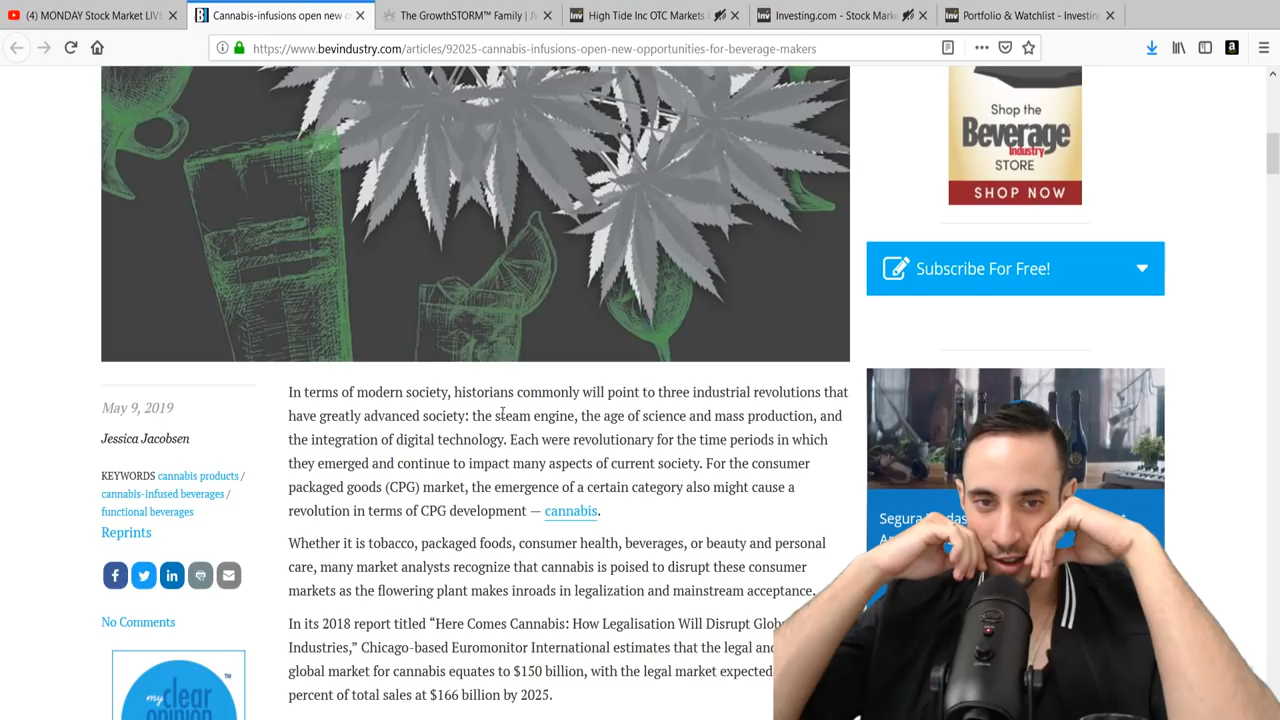 (4) MONDAY Stock Market LIVE
Cannabis-infusions open new o
The GrowthSTORM™ Family | JV
High Tide Inc OTC Markets
Investing.com - Stock Marke
Portfolio & Watchlist - Investin
https://www.bevindustry.com/articles/92025-cannabis-infusions-open-new-opportunities-for-beverage-makers
Shop the
Beverage
Industry
STORE
SHOP NOW
Subscribe For Free!
May 9, 2019
Jessica Jacobsen
KEYWORDS cannabis products /
cannabis-infused beverages /
functional beverages
Reprints
No Comments
my clear
opinion
TM
In terms of modern society, historians commonly will point to three industrial revolutions that
have greatly advanced society: the steam engine, the age of science and mass production, and
the integration of digital technology. Each were revolutionary for the time periods in which
they emerged and continue to impact many aspects of current society. For the consumer
packaged goods (CPG) market, the emergence of a certain category also might cause a
revolution in terms of CPG development — cannabis.
Whether it is tobacco, packaged foods, consumer health, beverages, or beauty and personal
care, many market analysts recognize that cannabis is poised to disrupt these consumer
markets as the flowering plant makes inroads in legalization and mainstream acceptance.
In its 2018 report titled “Here Comes Cannabis: How Legalisation Will Disrupt
Industries,” Chicago-based Euromonitor International estimates that the legal
global market for cannabis equates to $150 billion, with the legal market expected
percent of total sales at $166 billion by 2025.